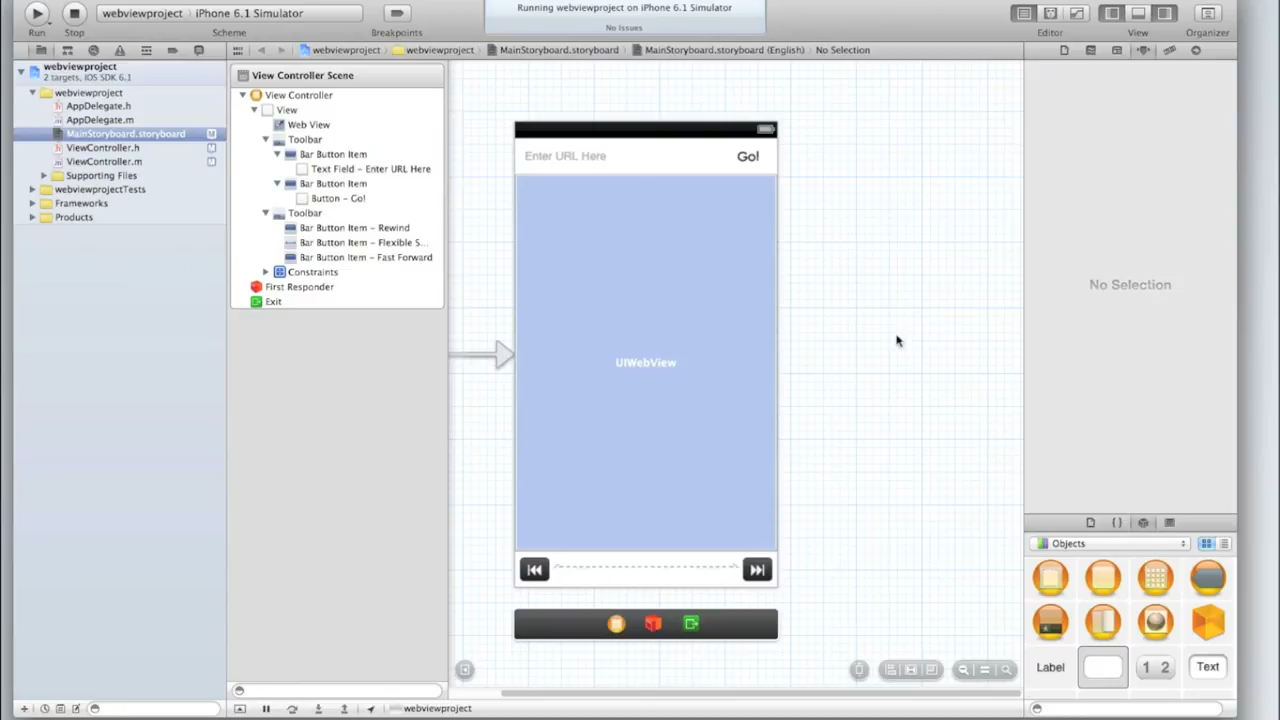 webviewproject
iPhone 6.1 Simulator
Running webviewproject on iPhone 6.1 Simulator
No Issues
Run
Stop
Scheme
Breakpoints
Editor
View
Organizer
webviewproject
webviewproject
MainStoryboard.storyboard
MainStoryboard.storyboard (English)
No Selection
webviewproject
2 targets, iOS SDK 6.1
webviewproject
AppDelegate.h
AppDelegate.m
MainStoryboard.storyboard M
ViewController.h M
ViewController.m M
Supporting Files
webviewprojectTests
Frameworks
Products
View Controller Scene
View Controller
View
Web View
Toolbar
Bar Button Item
Text Field - Enter URL Here
Bar Button Item
Button - Go!
Toolbar
Bar Button Item - Rewind
Bar Button Item - Flexible S...
Bar Button Item - Fast Forward
Constraints
First Responder
Exit
Enter URL Here
Go!
UIWebView
No Selection
{ }
Objects
Label
1 2
Text
webviewproject